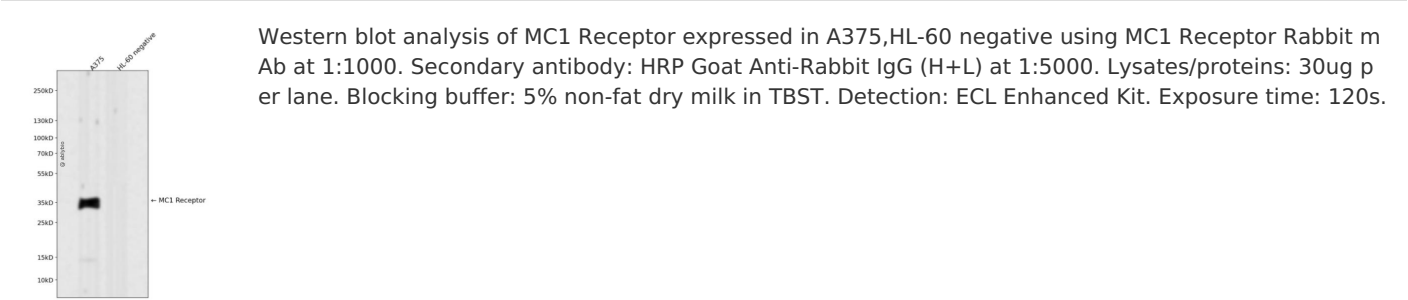 A375
HL-60 negative
250kD
130kD
100kD
70kD
55kD
35kD
25kD
15kD
10kD
@ ablybio
← MC1 Receptor
Western blot analysis of MC1 Receptor expressed in A375,HL-60 negative using MC1 Receptor Rabbit m
Ab at 1:1000. Secondary antibody: HRP Goat Anti-Rabbit IgG (H+L) at 1:5000. Lysates/proteins: 30ug p
er lane. Blocking buffer: 5% non-fat dry milk in TBST. Detection: ECL Enhanced Kit. Exposure time: 120s.